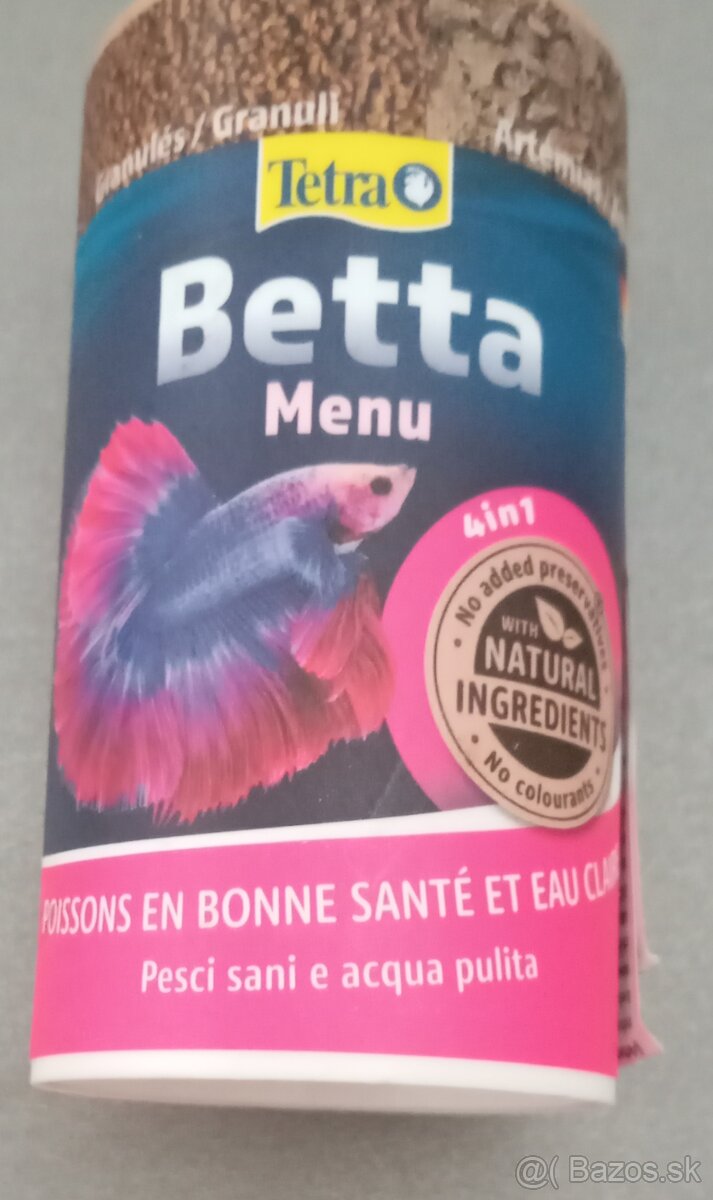 Granulés / Granuli
Tetra
Betta
Menu
4in1
No added preservatives
WITH
NATURAL
INGREDIENTS
No colourants
POISSONS EN BONNE SANTÉ ET EAU
Pesci sani e acqua pulita
@( Bazos.sk